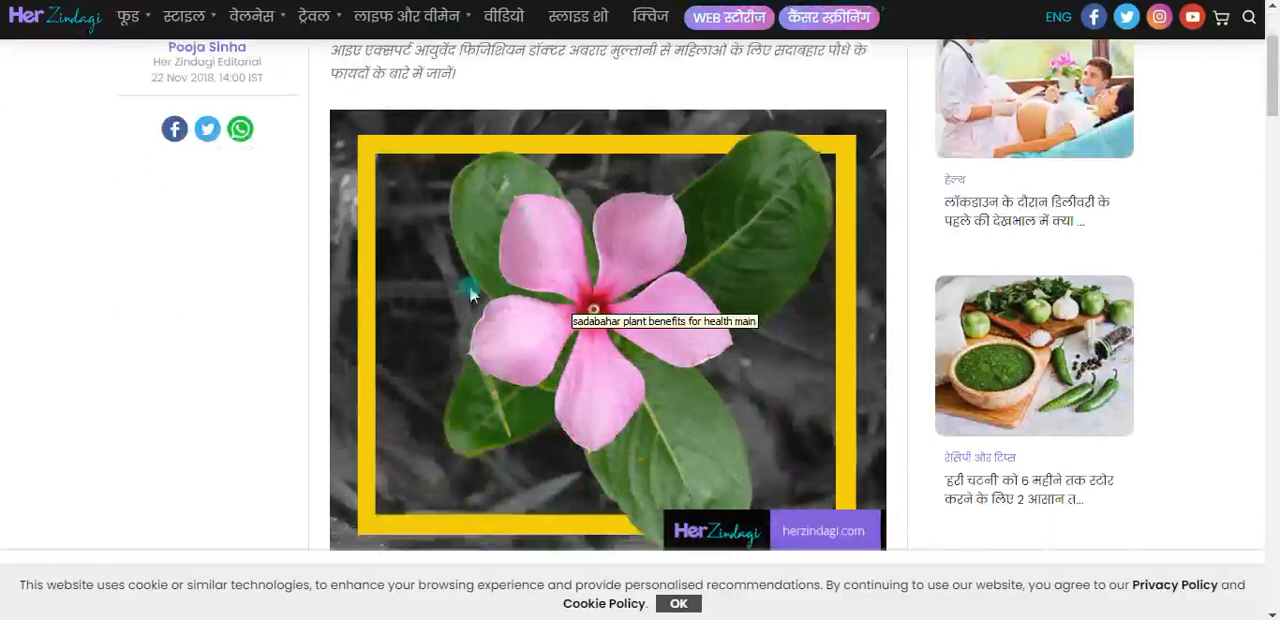 HerZindagi फूड स्टाइल वेलनेस ट्रेवल लाइफ और वीमेन वीडियो स्लाइड शो क्विज WEB स्टोरीज कैंसर स्क्रीनिंग ENG
Pooja Sinha
Her Zindagi Editorial
22 Nov 2018, 14:00 IST
आइए एक्सपर्ट आयुर्वेद फिजिशियन डॉक्टर अबरार मुल्तानी से महिलाओं के लिए सदाबहार पौधे के
फायदों के बारे में जानें।
sadabahar plant benefits for health main
HerZindagi herzindagi.com
हेल्थ
लॉकडाउन के दौरान डिलीवरी के
पहले की देखभाल में क्या ...
रेसिपी और टिप्स
'हरी चटनी' को 6 महीने तक स्टोर
करने के लिए 2 आसान त...
This website uses cookie or similar technologies, to enhance your browsing experience and provide personalised recommendations. By continuing to use our website, you agree to our Privacy Policy and
Cookie Policy. OK